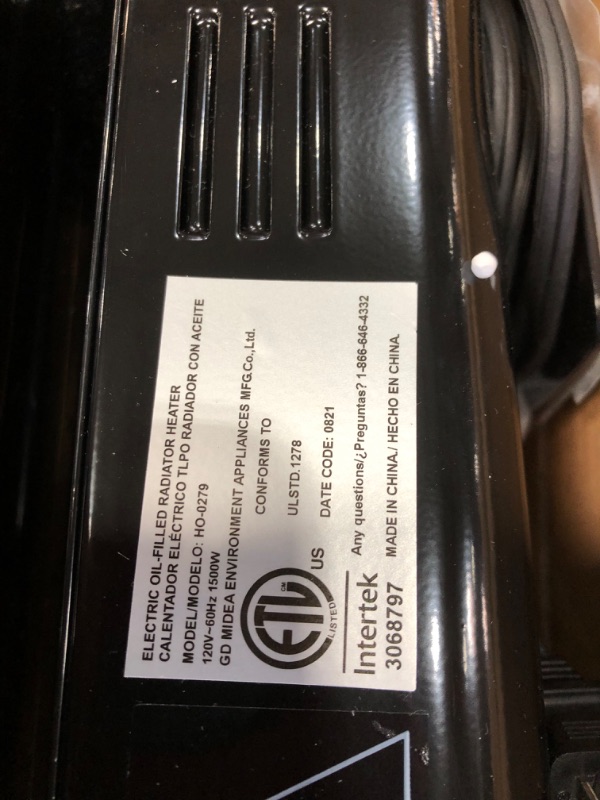 ELECTRIC OIL-FILLED RADIATOR HEATER
CALENTADOR ELÉCTRICO TLPO RADIADOR CON ACEITE
MODEL/MODELO: HO-0279
120V~60Hz 1500W
GD MIDEA ENVIRONMENT APPLIANCES MFG.Co.,Ltd.
CONFORMS TO
ULSTD.1278
DATE CODE: 0821
ETL CM
LISTED
US
Intertek
3068797
Any questions/¿Preguntas? 1-866-646-4332
MADE IN CHINA./ HECHO EN CHINA.